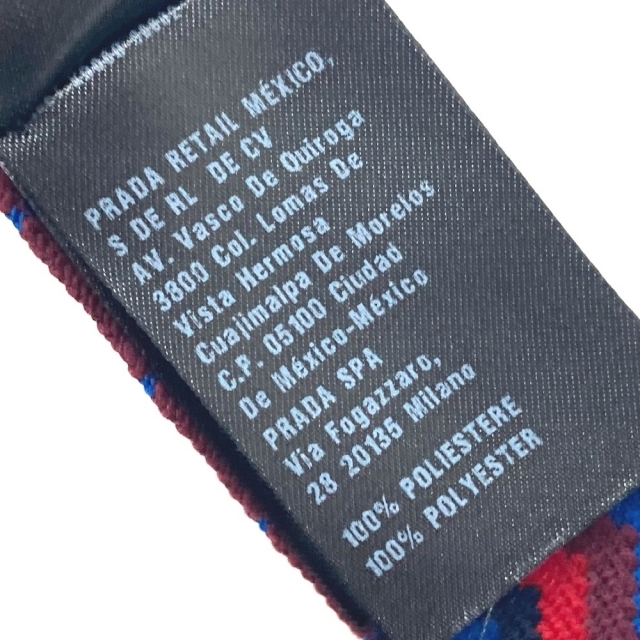 PRADA RETAIL MÉXICO,
S DE RL DE CV
AV. Vasco De Quiroga
3800 Col. Lomas De
Vista Hermosa
Cuajimalpa De Morelos
C.P. 05100 Ciudad
De México-México
PRADA SPA
Via Fogazzaro,
28 20135 Milano
100% POLIESTERE
100% POLYESTER